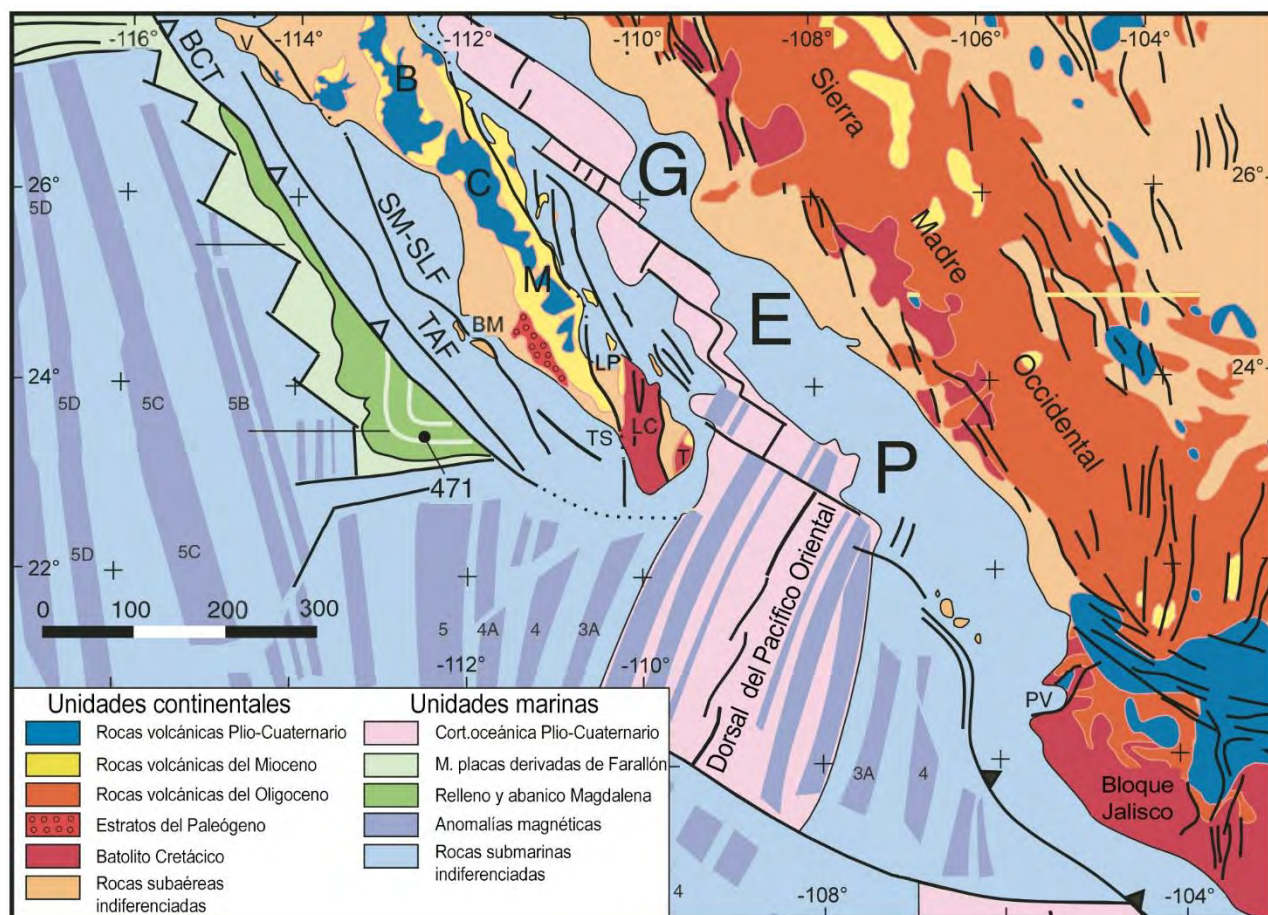 -116°
-114°
-112°
-110°
-108°
-106°
-104°
BCT
V
B
Sierra
G
26°
26°
5D
C
SM-SLF
Madre
M
E
TAF
BM
LP
Occidental
24°
24°
5D
5C
5B
TS
LC
T
P
471
22°
5D
5C
Dorsal del Pacífico Oriental
0 100 200 300
5
4A
4
3A
-112°
-110°
PV
3A
4
Bloque
Jalisco
4
-108°
-104°
Unidades continentales
Rocas volcánicas Plio-Cuaternario
Rocas volcánicas del Mioceno
Rocas volcánicas del Oligoceno
Estratos del Paleógeno
Batolito Cretácico
Rocas subaéreas
indiferenciadas
Unidades marinas
Cort.oceánica Plio-Cuaternario
M. placas derivadas de Farallón
Relleno y abanico Magdalena
Anomalías magnéticas
Rocas submarinas
indiferenciadas